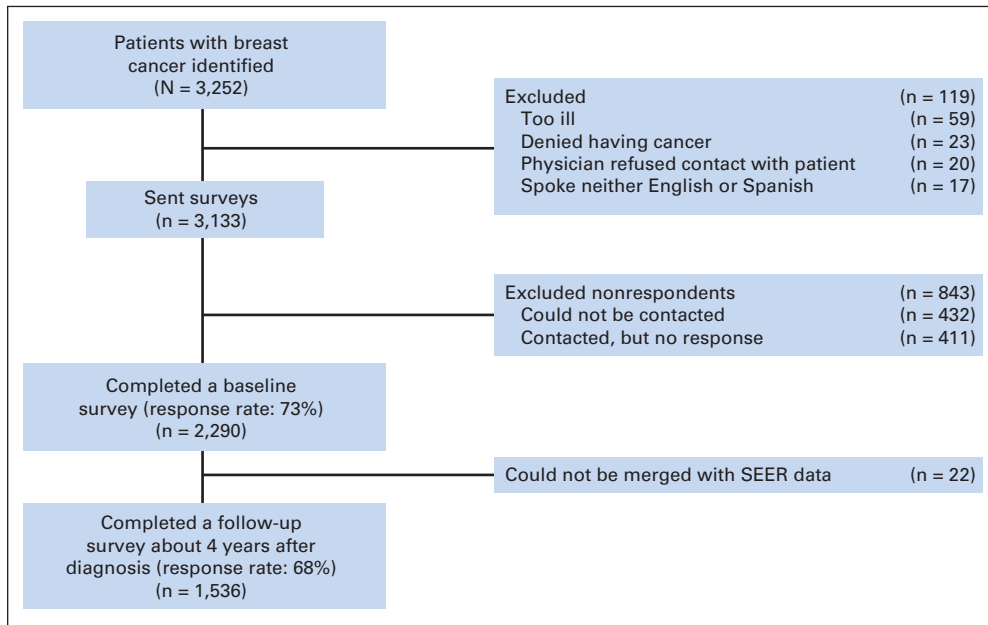 Patients with breast
cancer identified
(N = 3,252)
Excluded (n = 119)
Too ill (n = 59)
Denied having cancer (n = 23)
Physician refused contact with patient (n = 20)
Spoke neither English or Spanish (n = 17)
Sent surveys
(n = 3,133)
Excluded nonrespondents (n = 843)
Could not be contacted (n = 432)
Contacted, but no response (n = 411)
Completed a baseline
survey (response rate: 73%)
(n = 2,290)
Could not be merged with SEER data (n = 22)
Completed a follow-up
survey about 4 years after
diagnosis (response rate: 68%)
(n = 1,536)